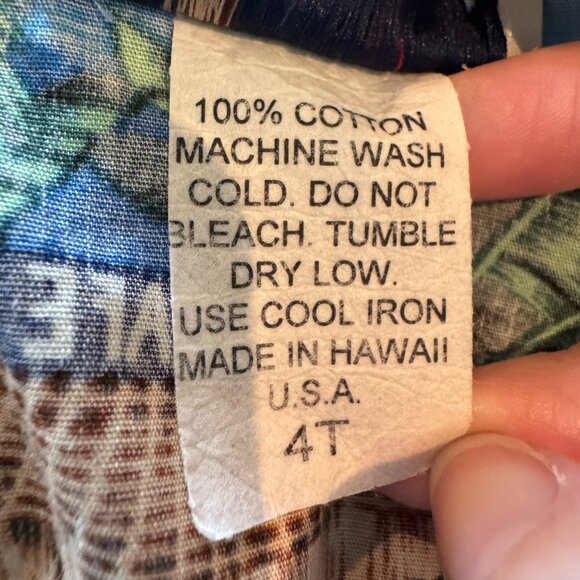 100% COTTON
MACHINE WASH
COLD. DO NOT
BLEACH. TUMBLE
DRY LOW.
USE COOL IRON
MADE IN HAWAII
U.S.A.
4T